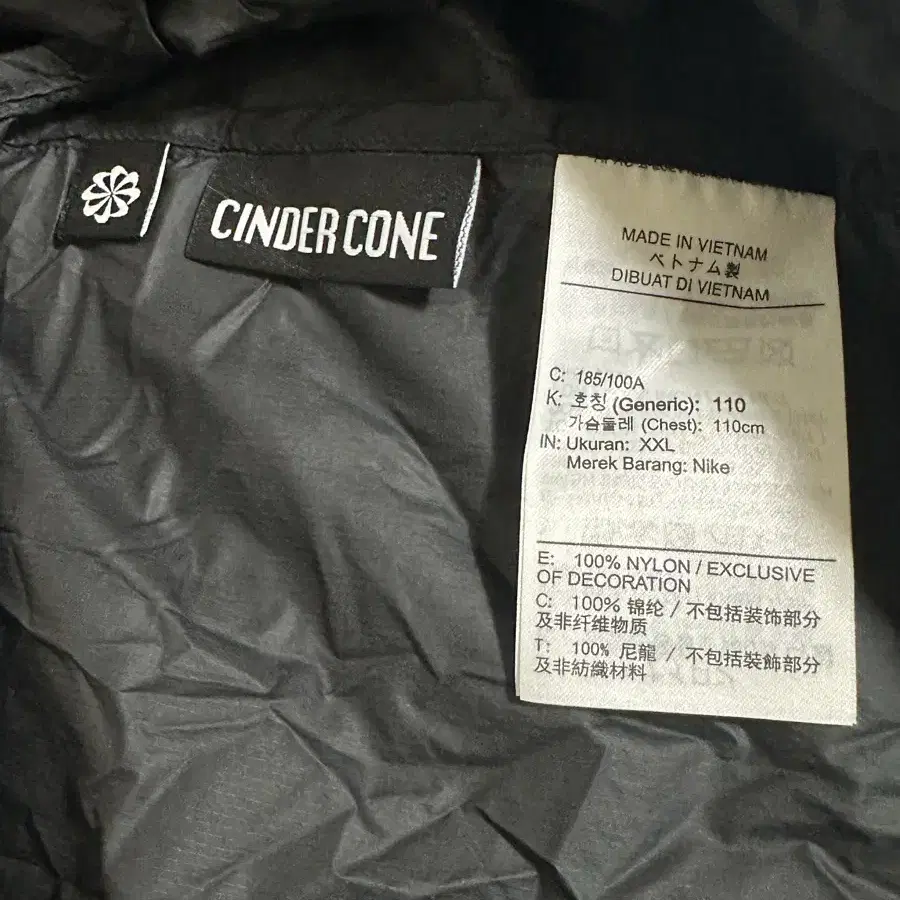 CINDER CONE
MADE IN VIETNAM
ベトナム製
DIBUAT DI VIETNAM
C: 185/100A
K: 호칭 (Generic): 110
가슴둘레 (Chest): 110cm
IN: Ukuran: XXL
Merek Barang: Nike
E: 100% NYLON / EXCLUSIVE
OF DECORATION
C: 100% 锦纶 / 不包括装饰部分
及非纤维物质
T: 100% 尼龍 / 不包括裝飾部分
及非紡織材料